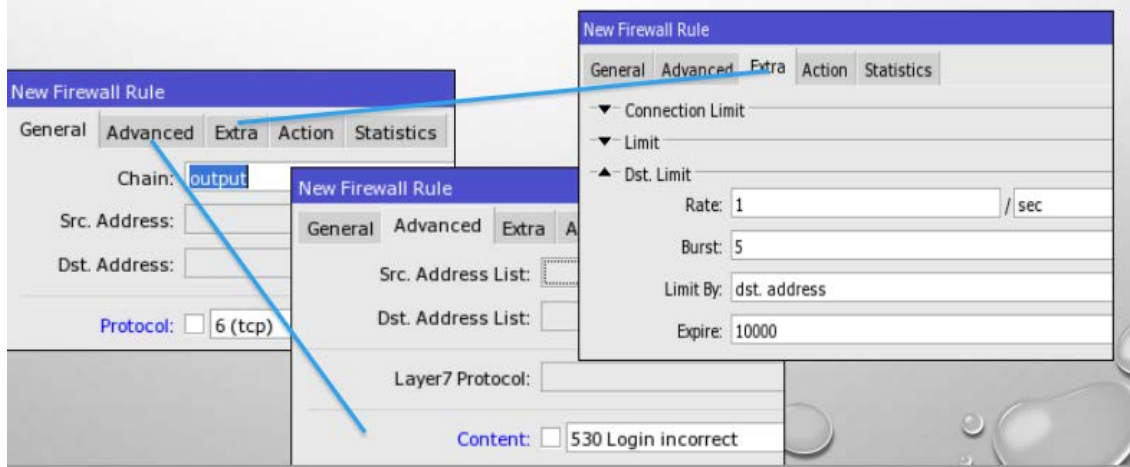 New Firewall Rule
General Advanced Extra Action Statistics
Chain: output
Src. Address:
Dst. Address:
Protocol: 6 (tcp)
New Firewall Rule
General Advanced Extra A
Src. Address List:
Dst. Address List:
Layer7 Protocol:
Content: 530 Login incorrect
New Firewall Rule
General Advanced Extra Action Statistics
Connection Limit
Limit
Dst. Limit
Rate: 1 / sec
Burst: 5
Limit By: dst. address
Expire: 10000